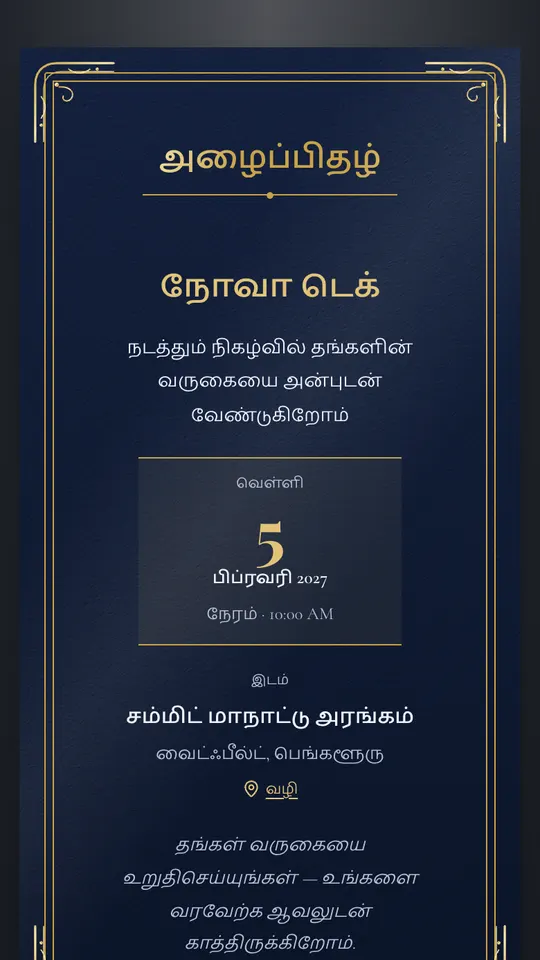 அழைப்பிதழ்
நோவா டெக்
நடத்தும் நிகழ்வில் தங்களின்
வருகையை அன்புடன்
வேண்டுகிறோம்
வெள்ளி
5
பிப்ரவரி 2027
நேரம் · 10:00 AM
இடம்
சம்மிட் மாநாட்டு அரங்கம்
வைட்ஃபீல்ட், பெங்களூரு
வழி
தங்கள் வருகையை
உறுதிசெய்யுங்கள் — உங்களை
வரவேற்க ஆவலுடன்
காத்திருக்கிறோம்.